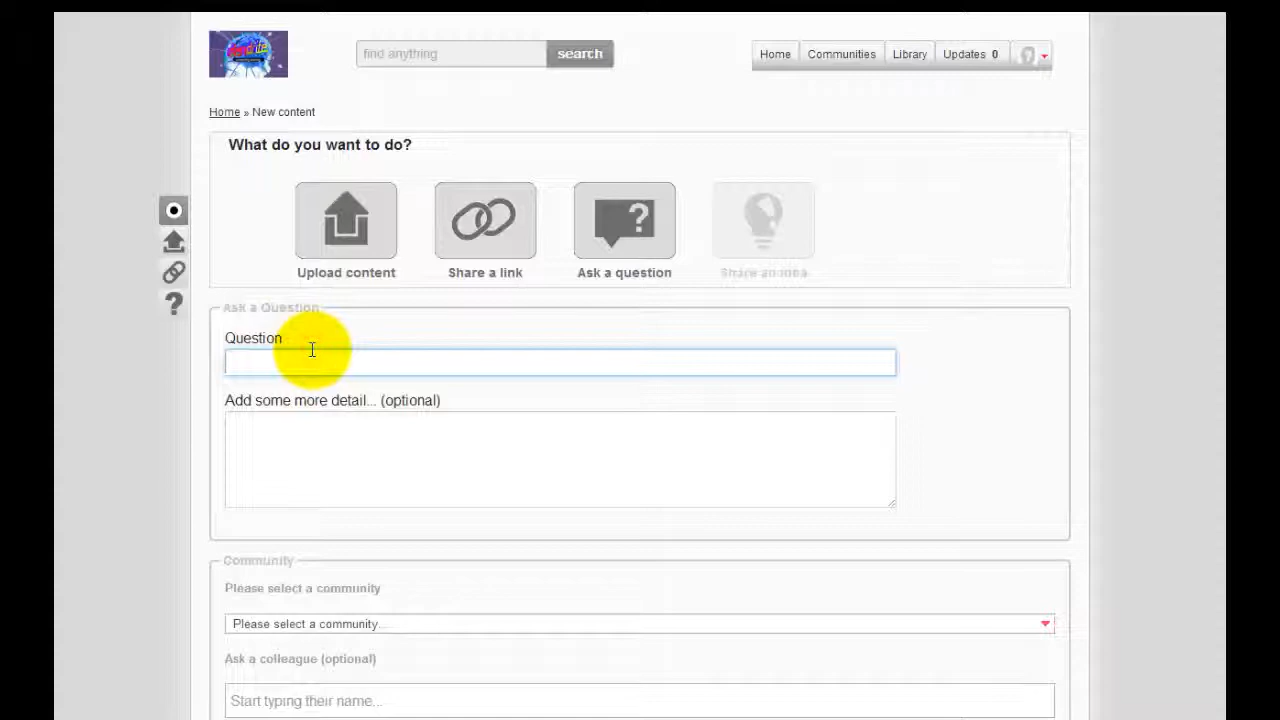 find anything search Home Communities Library Updates 0
Home » New content
What do you want to do?
Upload content Share a link Ask a question Share an idea
Ask a Question
Question
Add some more detail... (optional)
Community
Please select a community
Please select a community...
Ask a colleague (optional)
Start typing their name...